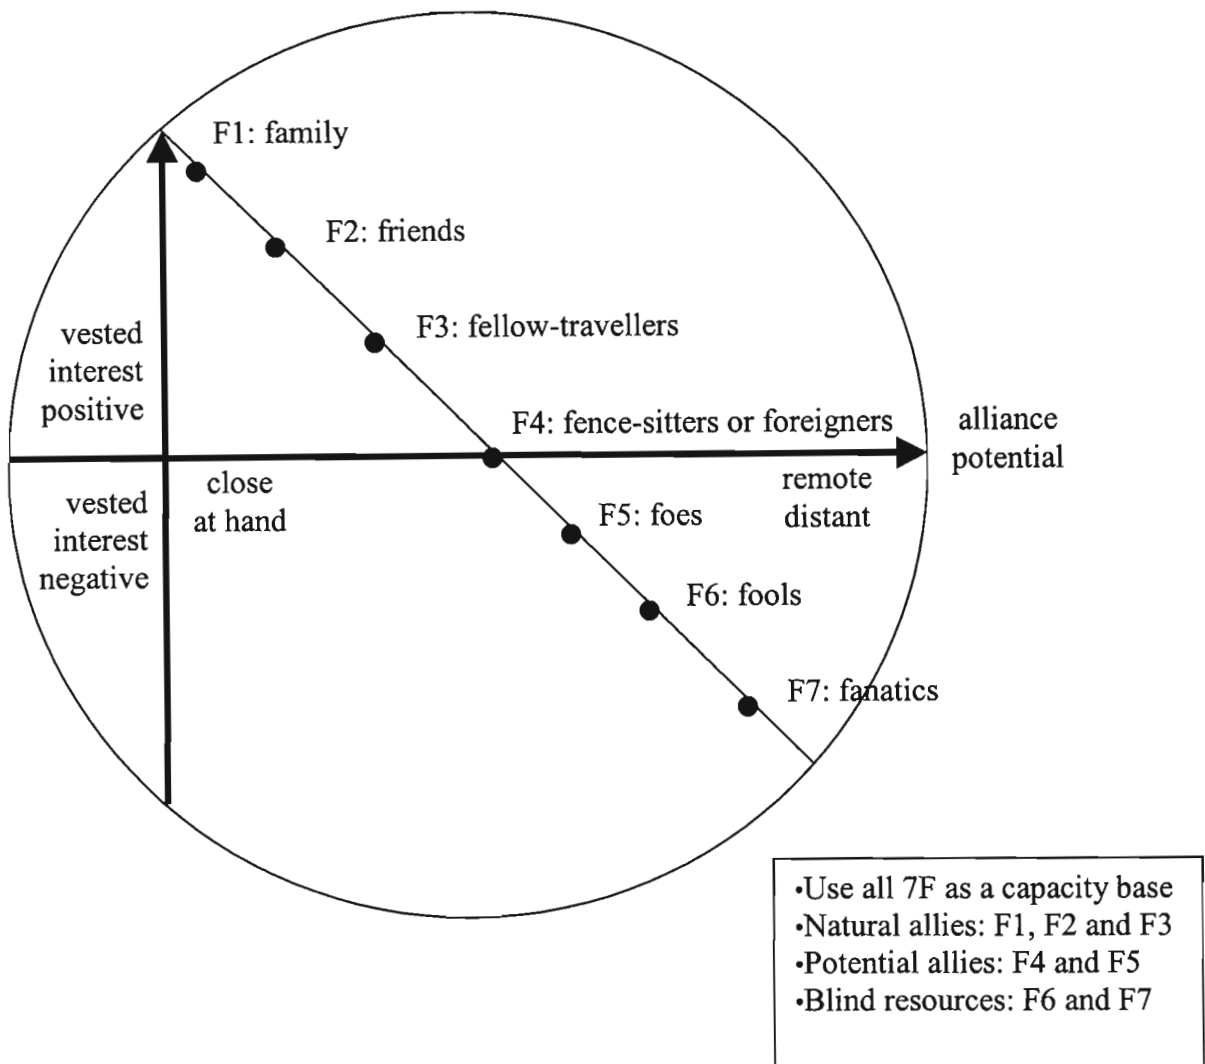 F1: family
F2: friends
F3: fellow-travellers
vested
interest
positive
F4: fence-sitters or foreigners
alliance
potential
close
at hand
remote
distant
vested
interest
negative
F5: foes
F6: fools
F7: fanatics
•Use all 7F as a capacity base
•Natural allies: F1, F2 and F3
•Potential allies: F4 and F5
•Blind resources: F6 and F7